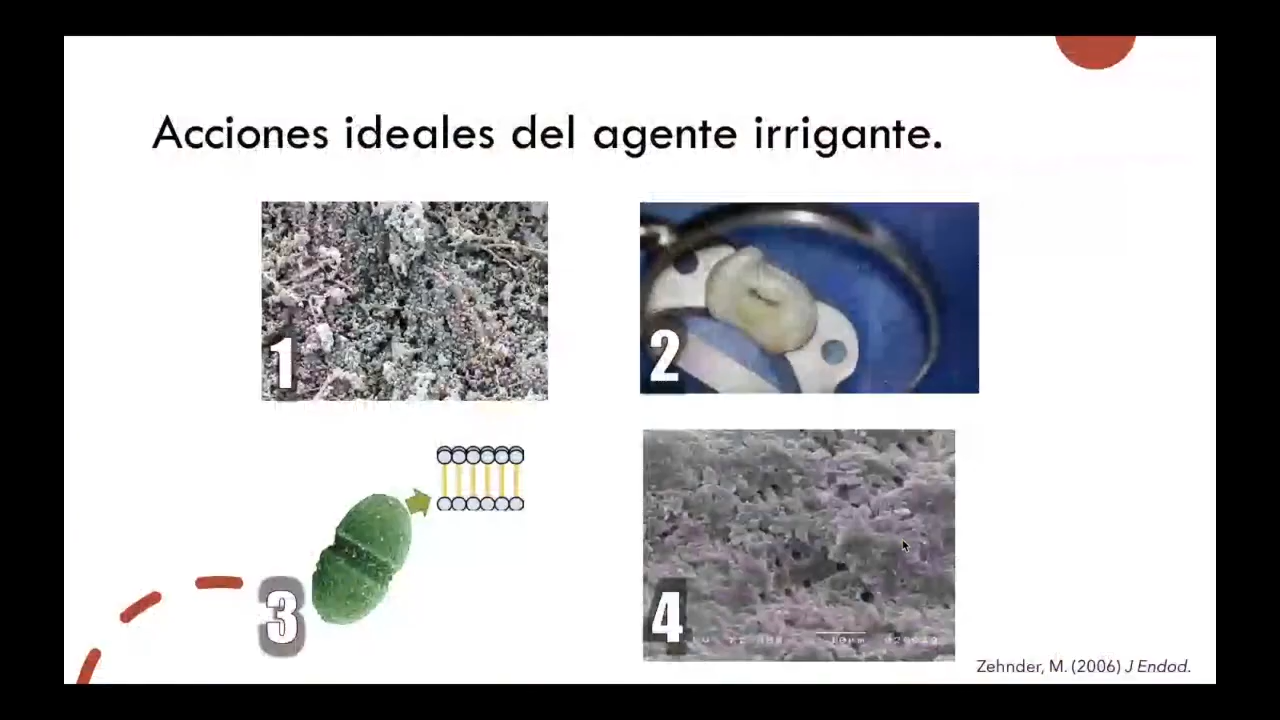 Acciones ideales del agente irrigante.
1
2
3
4
Zehnder, M. (2006) J Endod.